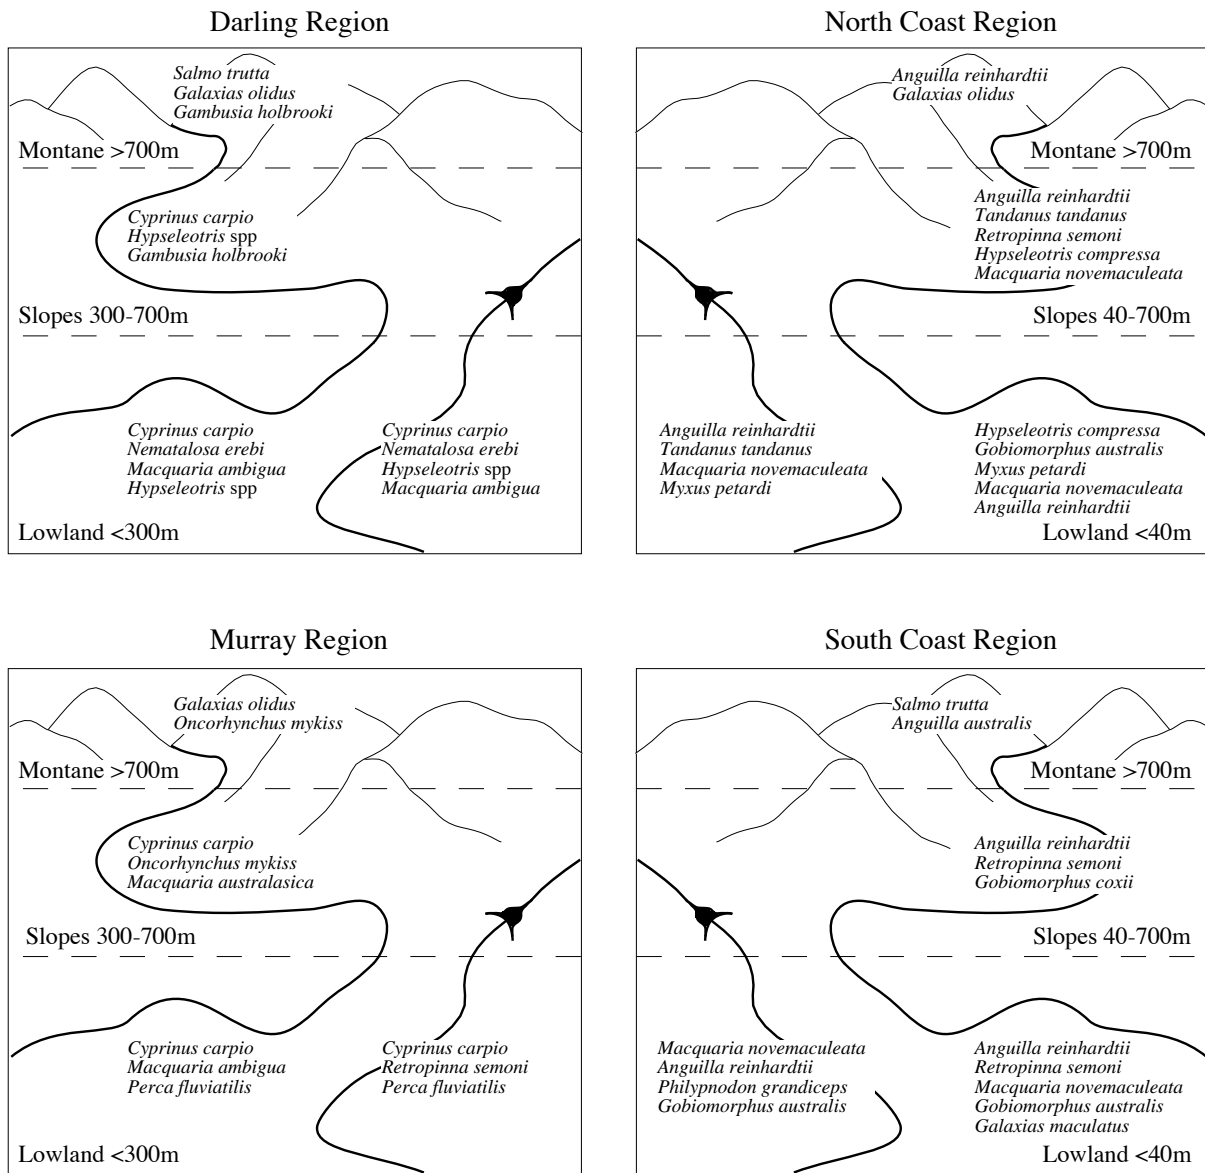 Darling Region
Salmo trutta
Galaxias olidus
Gambusia holbrooki
Montane >700m
Cyprinus carpio
Hypseleotris spp
Gambusia holbrooki
Slopes 300-700m
Cyprinus carpio
Nematalosa erebi
Macquaria ambigua
Hypseleotris spp
Cyprinus carpio
Nematalosa erebi
Hypseleotris spp
Macquaria ambigua
Lowland <300m
North Coast Region
Anguilla reinhardtii
Galaxias olidus
Montane >700m
Anguilla reinhardtii
Tandanus tandanus
Retropinna semoni
Hypseleotris compressa
Macquaria novemaculeata
Slopes 40-700m
Anguilla reinhardtii
Tandanus tandanus
Macquaria novemaculeata
Myxus petardi
Hypseleotris compressa
Gobiomorphus australis
Myxus petardi
Macquaria novemaculeata
Anguilla reinhardtii
Lowland <40m
Murray Region
Galaxias olidus
Oncorhynchus mykiss
Montane >700m
Cyprinus carpio
Oncorhynchus mykiss
Macquaria australasica
Slopes 300-700m
Cyprinus carpio
Macquaria ambigua
Perca fluviatilis
Cyprinus carpio
Retropinna semoni
Perca fluviatilis
Lowland <300m
South Coast Region
Salmo trutta
Anguilla australis
Montane >700m
Anguilla reinhardtii
Retropinna semoni
Gobiomorphus coxii
Slopes 40-700m
Macquaria novemaculeata
Anguilla reinhardtii
Philypnodon grandiceps
Gobiomorphus australis
Anguilla reinhardtii
Retropinna semoni
Macquaria novemaculeata
Gobiomorphus australis
Galaxias maculatus
Lowland <40m